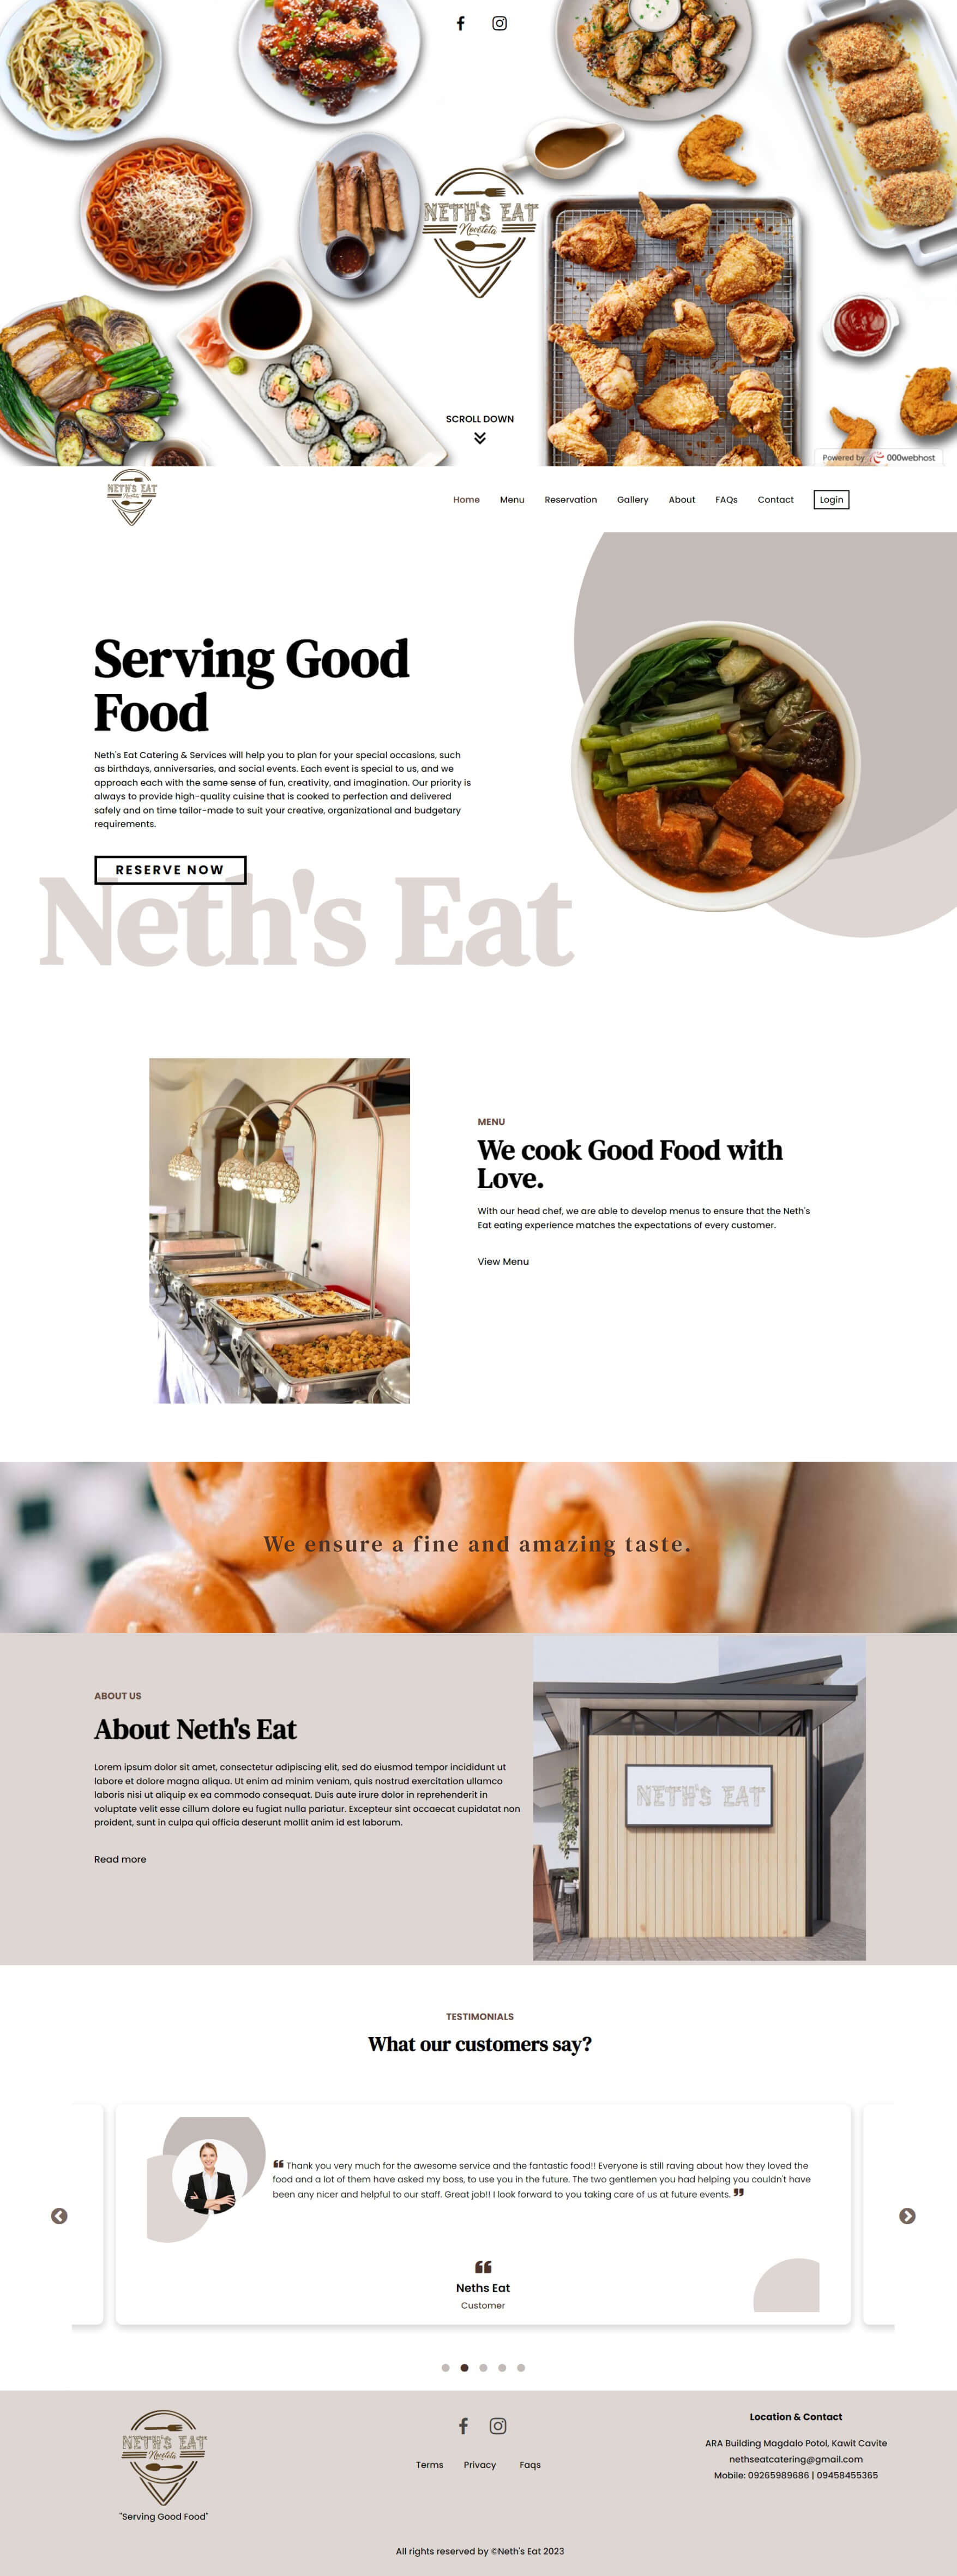 NETH'S EAT
Noveleta
SCROLL DOWN
Powered by 000webhost
NETH'S EAT
Home Menu Reservation Gallery About FAQs Contact Login
Serving Good
Food
Neth's Eat Catering & Services will help you to plan for your special occasions, such
as birthdays, anniversaries, and social events. Each event is special to us, and we
approach each with the same sense of fun, creativity, and imagination. Our priority is
always to provide high-quality cuisine that is cooked to perfection and delivered
safely and on time tailor-made to suit your creative, organizational and budgetary
requirements.
RESERVE NOW
Neth's Eat
MENU
We cook Good Food with
Love.
With our head chef, we are able to develop menus to ensure that the Neth's
Eat eating experience matches the expectations of every customer.
View Menu
We ensure a fine and amazing taste.
ABOUT US
About Neth's Eat
Lorem ipsum dolor sit amet, consectetur adipiscing elit, sed do eiusmod tempor incididunt ut
labore et dolore magna aliqua. Ut enim ad minim veniam, quis nostrud exercitation ullamco
laboris nisi ut aliquip ex ea commodo consequat. Duis aute irure dolor in reprehenderit in
voluptate velit esse cillum dolore eu fugiat nulla pariatur. Excepteur sint occaecat cupidatat non
proident, sunt in culpa qui officia deserunt mollit anim id est laborum.
Read more
NETH'S EAT
TESTIMONIALS
What our customers say?
❝ Thank you very much for the awesome service and the fantastic food!! Everyone is still raving about how they loved the
food and a lot of them have asked my boss, to use you in the future. The two gentlemen you had helping you couldn't have
been any nicer and helpful to our staff. Great job!! I look forward to you taking care of us at future events. ❞
❝
Neths Eat
Customer
NETH'S EAT
Noveleta
"Serving Good Food"
Terms Privacy Faqs
Location & Contact
ARA Building Magdalo Potol, Kawit Cavite
nethseatcatering@gmail.com
Mobile: 09265989686 | 09458455365
All rights reserved by ©Neth's Eat 2023